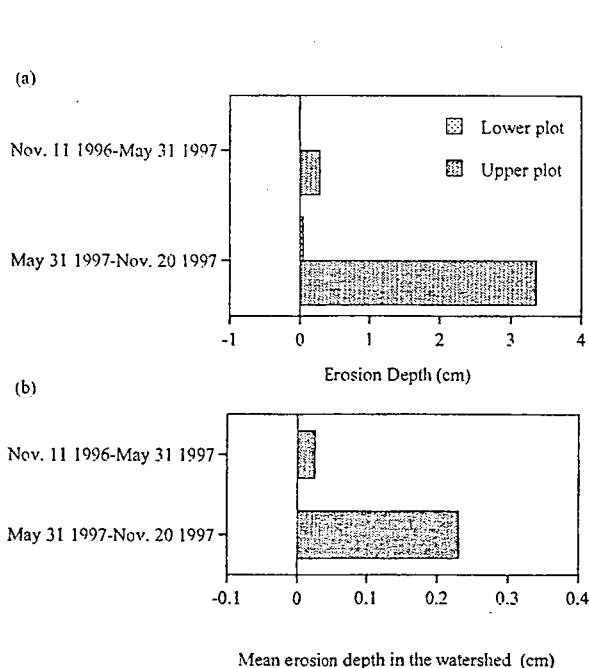 (a)
Lower plot
Upper plot
Nov. 11 1996-May 31 1997
May 31 1997-Nov. 20 1997
-1 0 1 2 3 4
Erosion Depth (cm)
(b)
Nov. 11 1996-May 31 1997
May 31 1997-Nov. 20 1997
-0.1 0 0.1 0.2 0.3 0.4
Mean erosion depth in the watershed (cm)